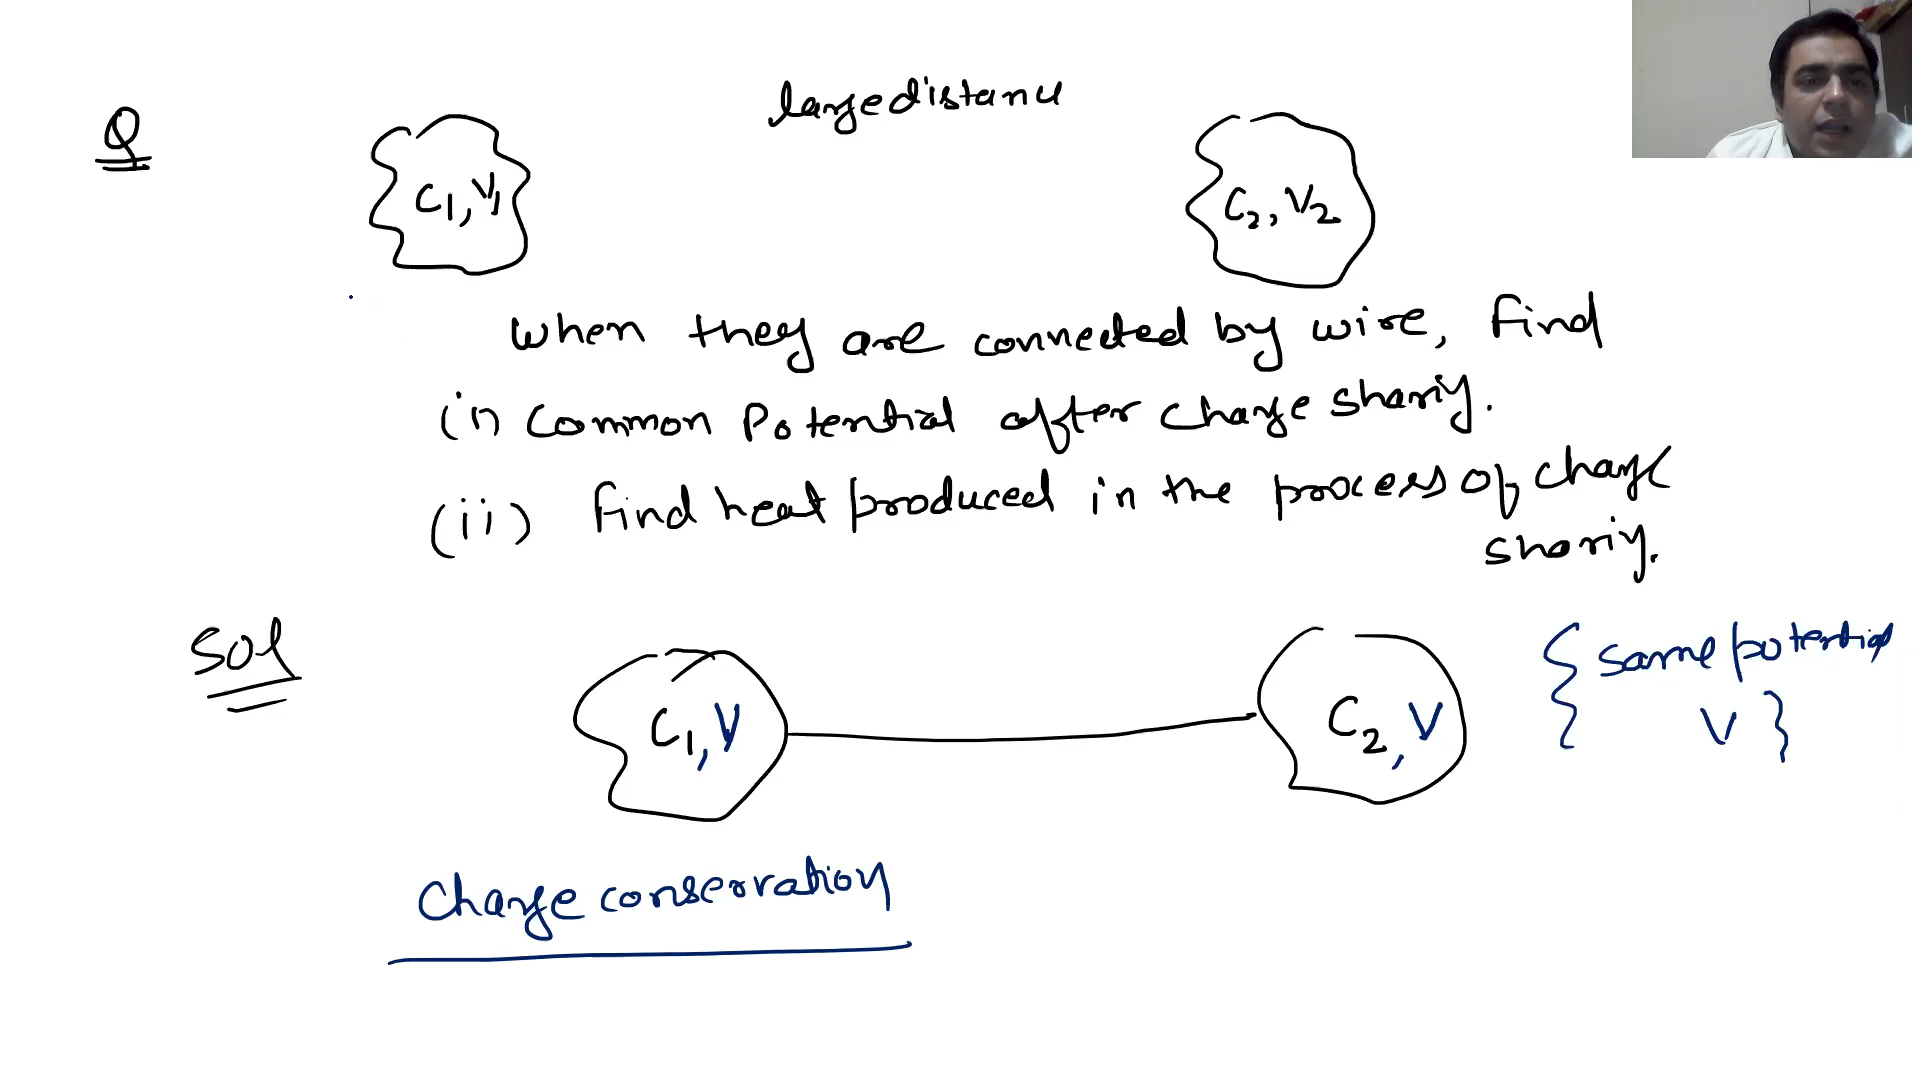 Q
large distance
C1, V1
C2, V2
when they are connected by wire, Find
(i) Common Potential after charge sharing.
(ii) Find heat produced in the process of charge
sharing.
Sol
C1, V
C2, V
{ same potential
V }
Charge conservation